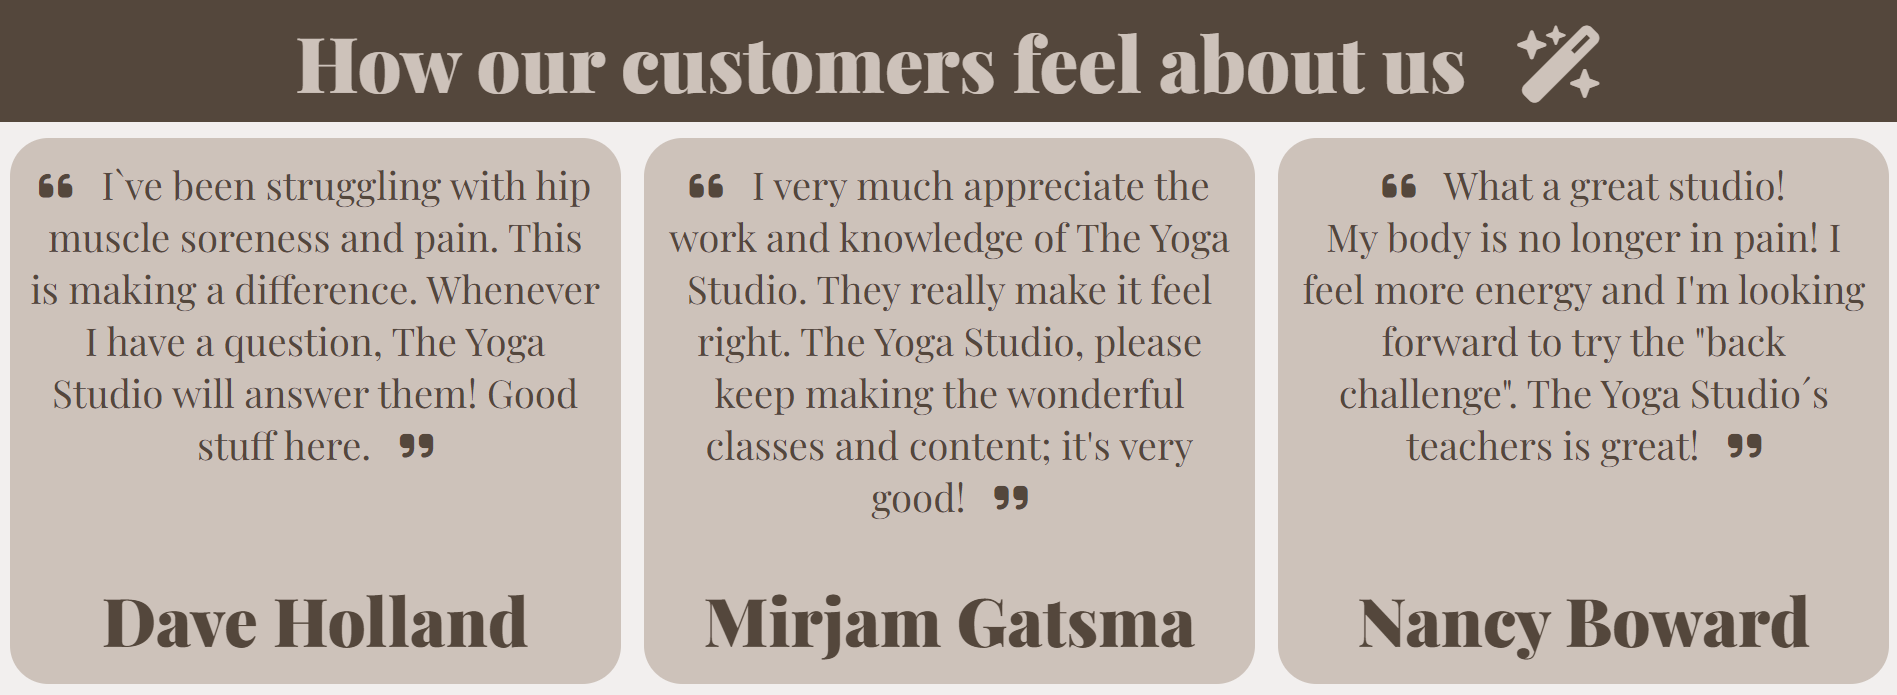 How our customers feel about us
❝ I`ve been struggling with hip
muscle soreness and pain. This
is making a difference. Whenever
I have a question, The Yoga
Studio will answer them! Good
stuff here. ❞
Dave Holland
❝ I very much appreciate the
work and knowledge of The Yoga
Studio. They really make it feel
right. The Yoga Studio, please
keep making the wonderful
classes and content; it's very
good! ❞
Mirjam Gatsma
❝ What a great studio!
My body is no longer in pain! I
feel more energy and I'm looking
forward to try the "back
challenge". The Yoga Studio´s
teachers is great! ❞
Nancy Boward